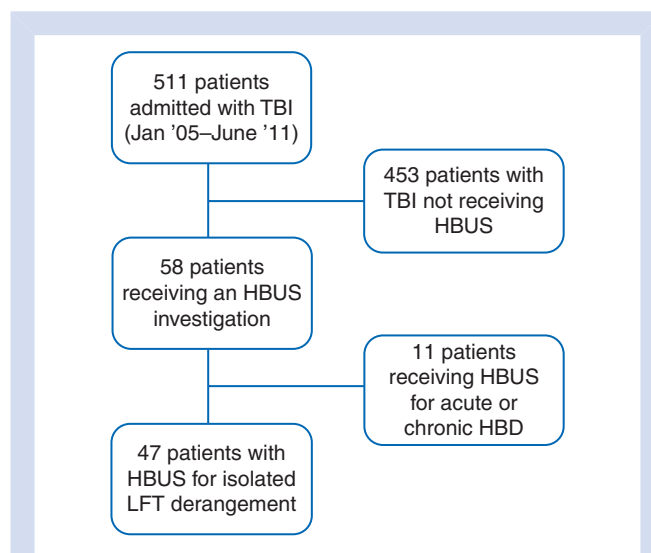 511 patients
admitted with TBI
(Jan ’05–June ’11)
453 patients with
TBI not receiving
HBUS
58 patients
receiving an HBUS
investigation
11 patients
receiving HBUS
for acute or
chronic HBD
47 patients with
HBUS for isolated
LFT derangement